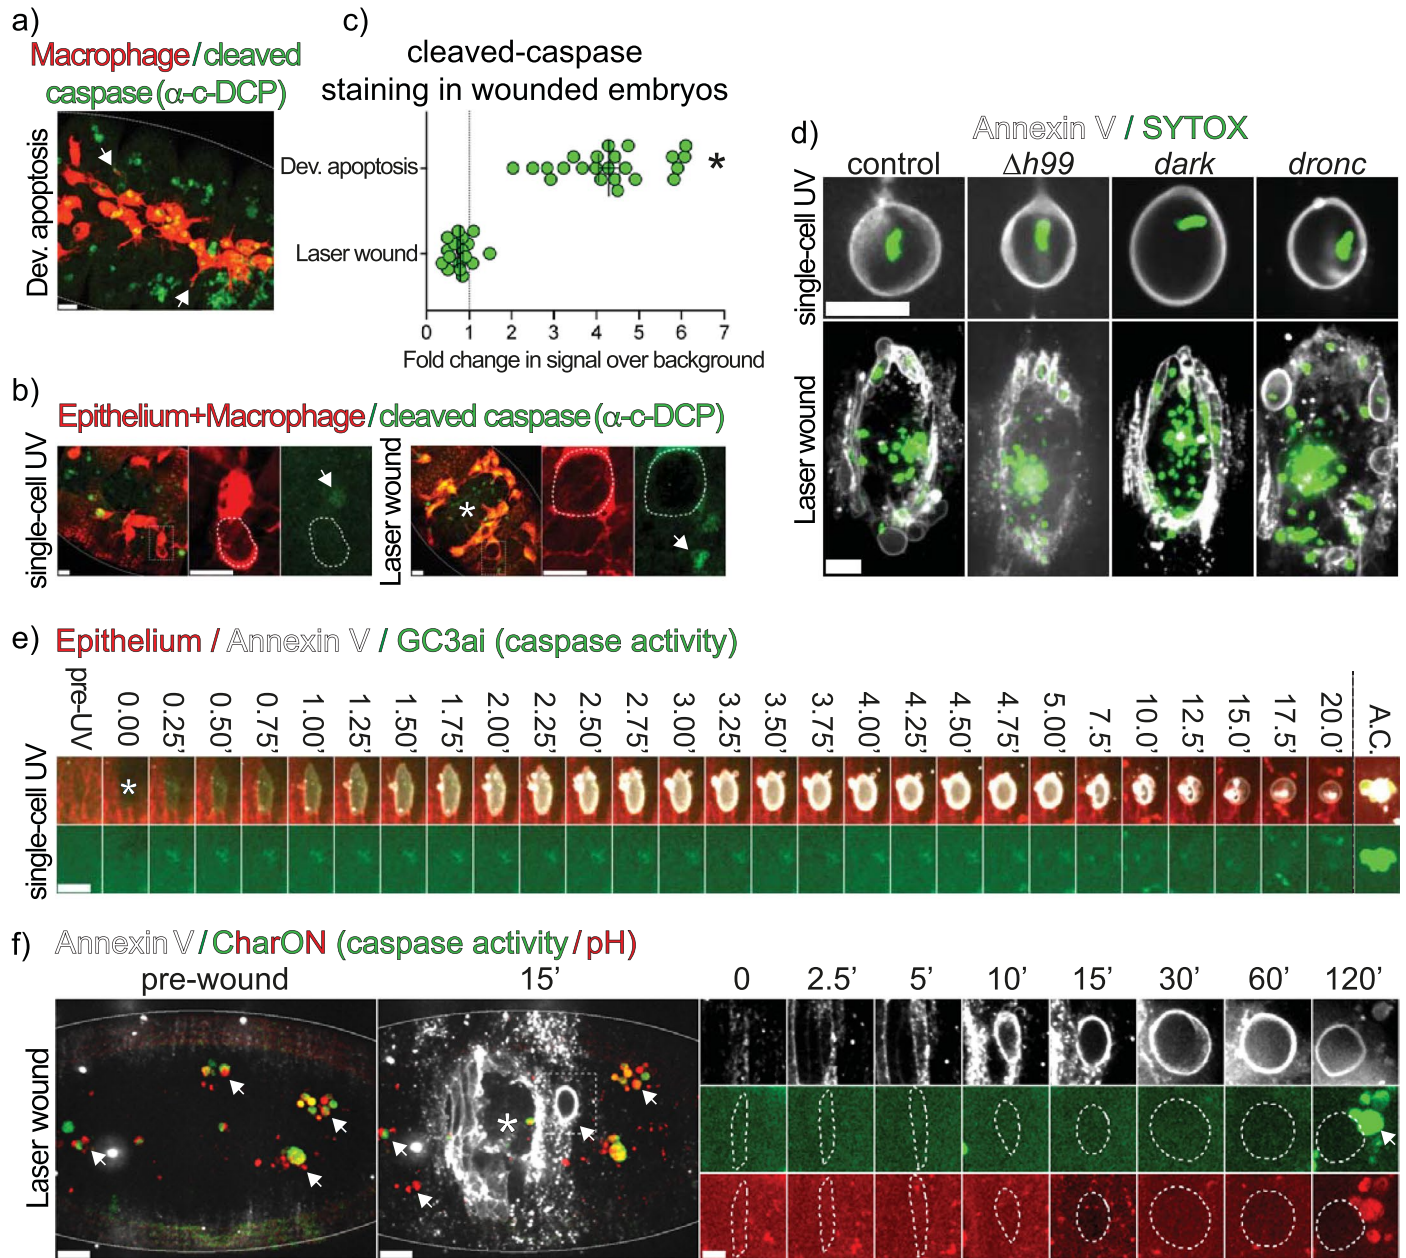 a)
Macrophage/cleaved
caspase (α-c-DCP)
Dev. apoptosis
c)
cleaved-caspase
staining in wounded embryos
Dev. apoptosis
*
Laser wound
0 1 2 3 4 5 6 7
Fold change in signal over background
b)
Epithelium+Macrophage/cleaved caspase (α-c-DCP)
single-cell UV
Laser wound
*
d)
Annexin V / SYTOX
control Δh99 dark dronc
single-cell UV
Laser wound
e)
Epithelium / Annexin V / GC3ai (caspase activity)
pre-UV 0.00 0.25' 0.50' 0.75' 1.00' 1.25' 1.50' 1.75' 2.00' 2.25' 2.50' 2.75' 3.00' 3.25' 3.50' 3.75' 4.00' 4.25' 4.50' 4.75' 5.00' 7.5' 10.0' 12.5' 15.0' 17.5' 20.0' A.C.
single-cell UV
*
f)
Annexin V / CharON (caspase activity / pH)
pre-wound 15' 0 2.5' 5' 10' 15' 30' 60' 120'
Laser wound
*